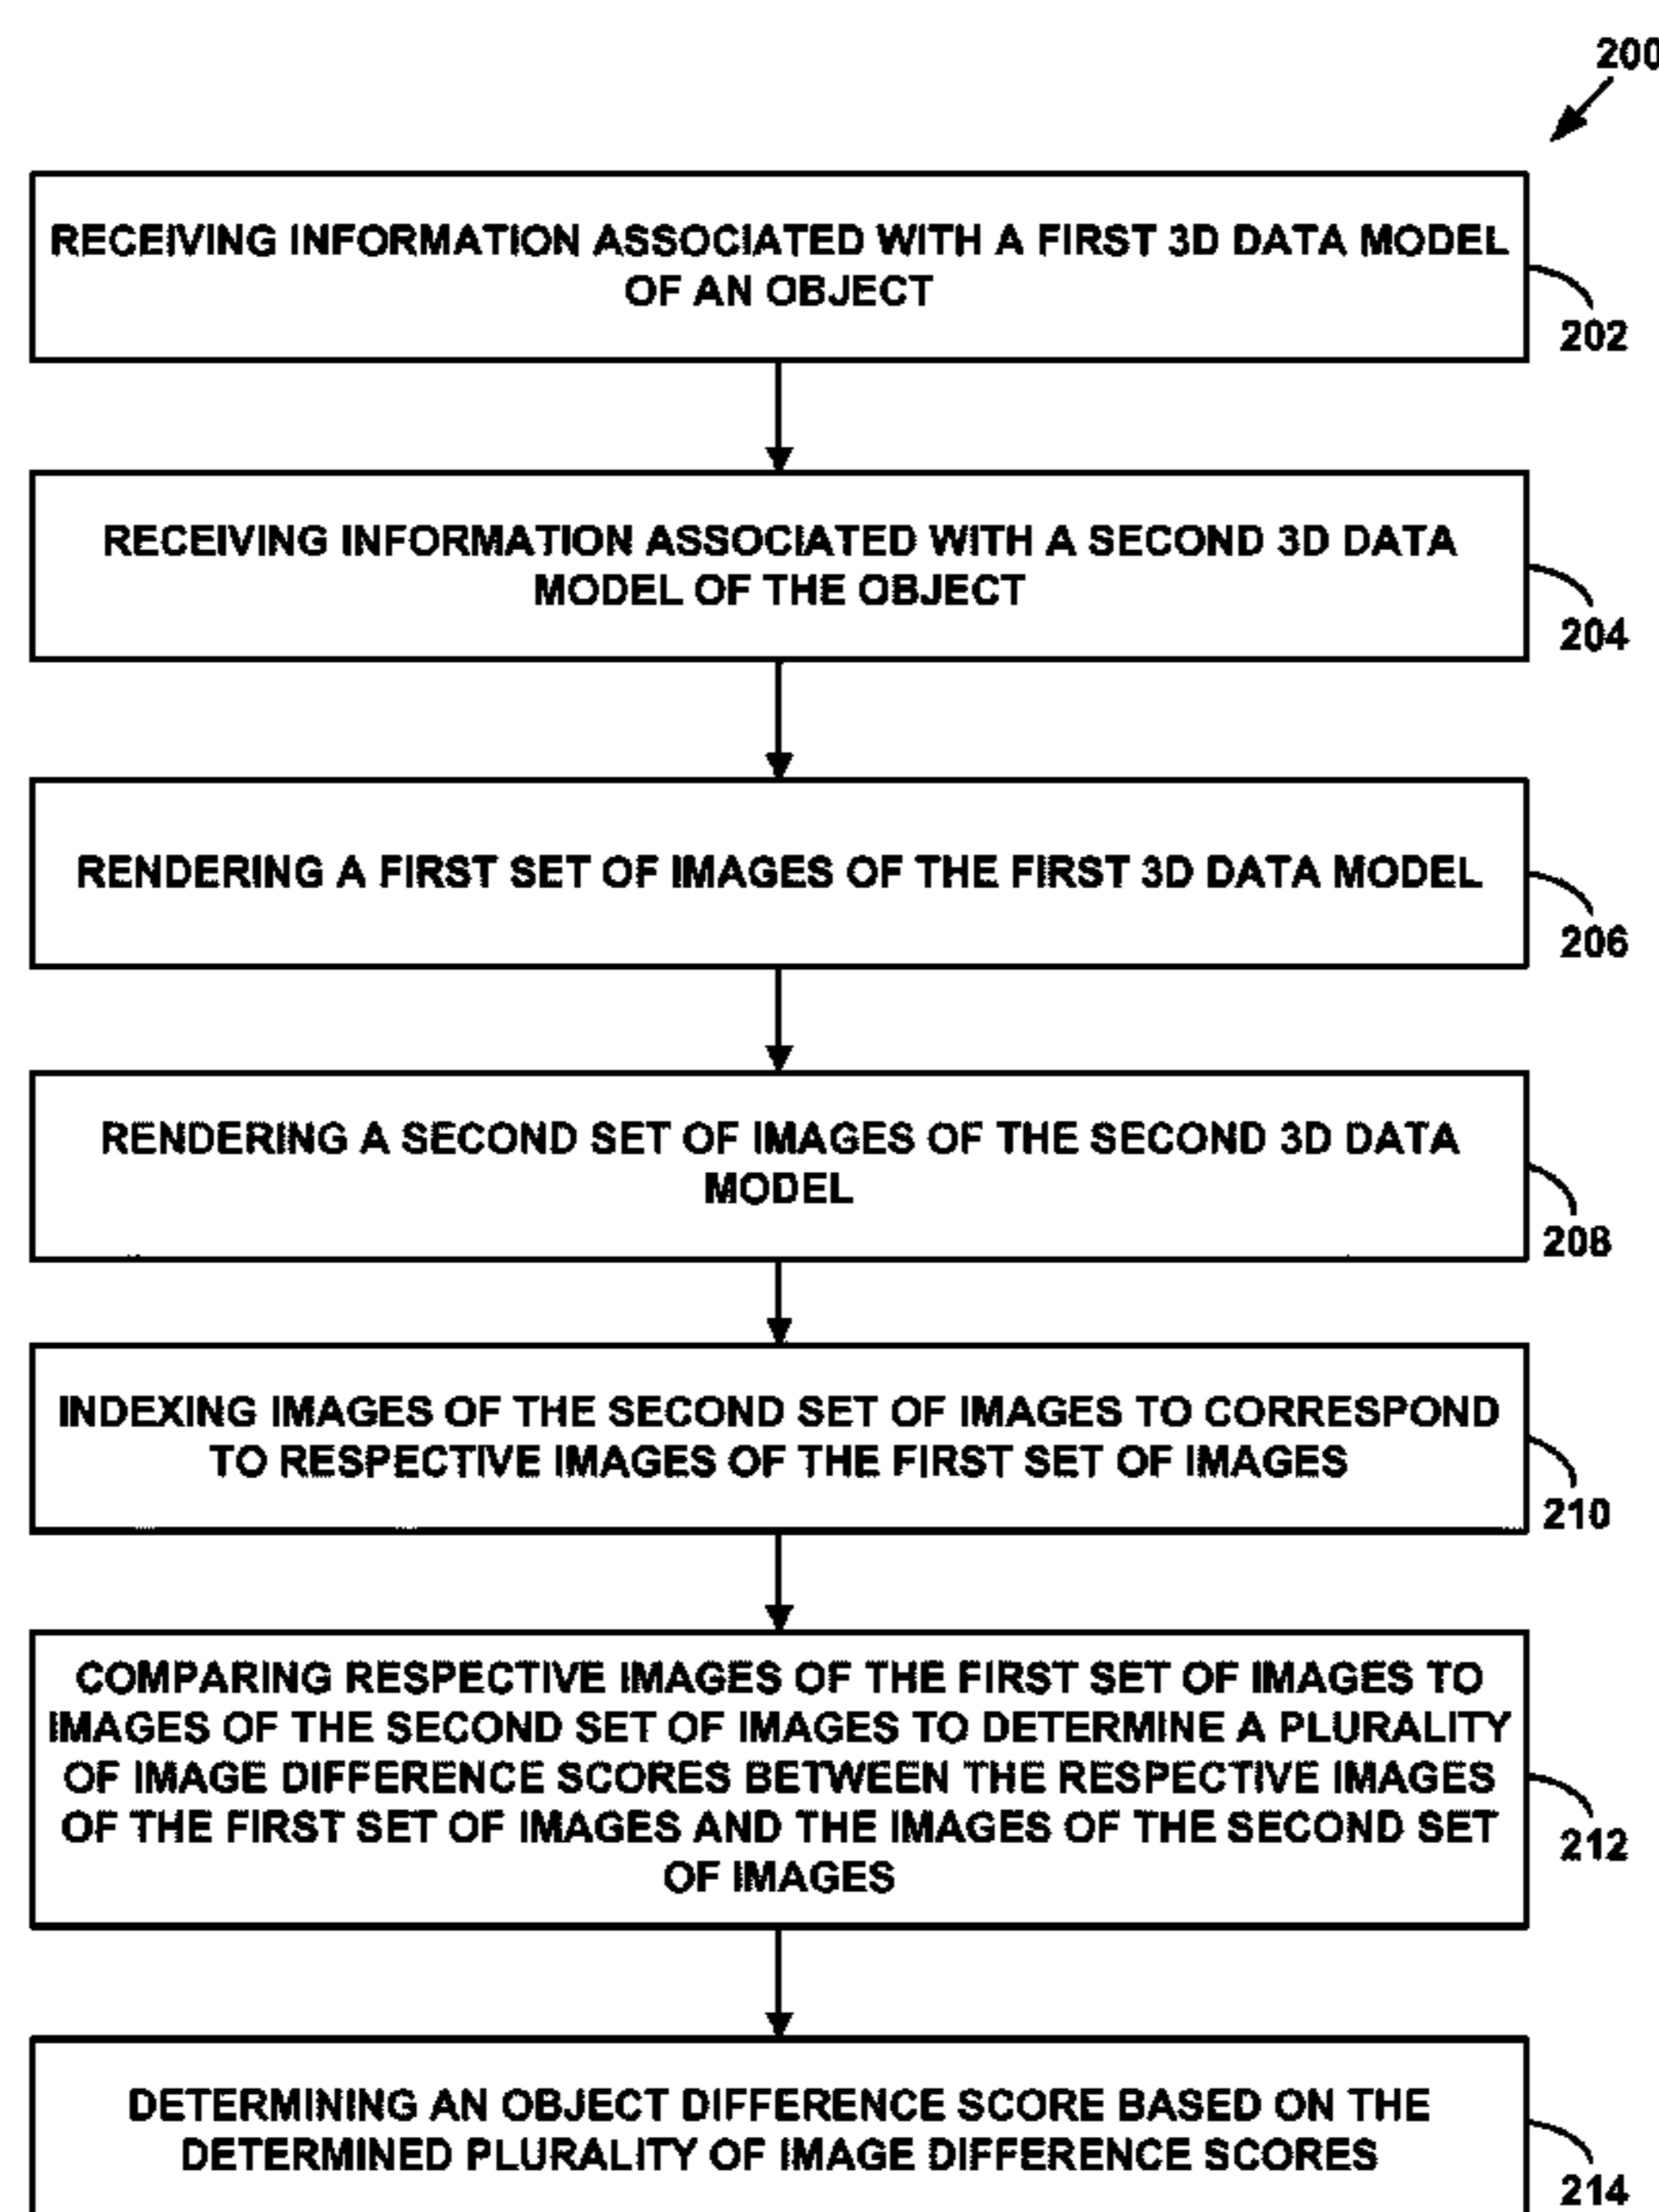 200
RECEIVING INFORMATION ASSOCIATED WITH A FIRST 3D DATA MODEL
OF AN OBJECT
202
RECEIVING INFORMATION ASSOCIATED WITH A SECOND 3D DATA
MODEL OF THE OBJECT
204
RENDERING A FIRST SET OF IMAGES OF THE FIRST 3D DATA MODEL
206
RENDERING A SECOND SET OF IMAGES OF THE SECOND 3D DATA
MODEL
208
INDEXING IMAGES OF THE SECOND SET OF IMAGES TO CORRESPOND
TO RESPECTIVE IMAGES OF THE FIRST SET OF IMAGES
210
COMPARING RESPECTIVE IMAGES OF THE FIRST SET OF IMAGES TO
IMAGES OF THE SECOND SET OF IMAGES TO DETERMINE A PLURALITY
OF IMAGE DIFFERENCE SCORES BETWEEN THE RESPECTIVE IMAGES
OF THE FIRST SET OF IMAGES AND THE IMAGES OF THE SECOND SET
OF IMAGES
212
DETERMINING AN OBJECT DIFFERENCE SCORE BASED ON THE
DETERMINED PLURALITY OF IMAGE DIFFERENCE SCORES
214